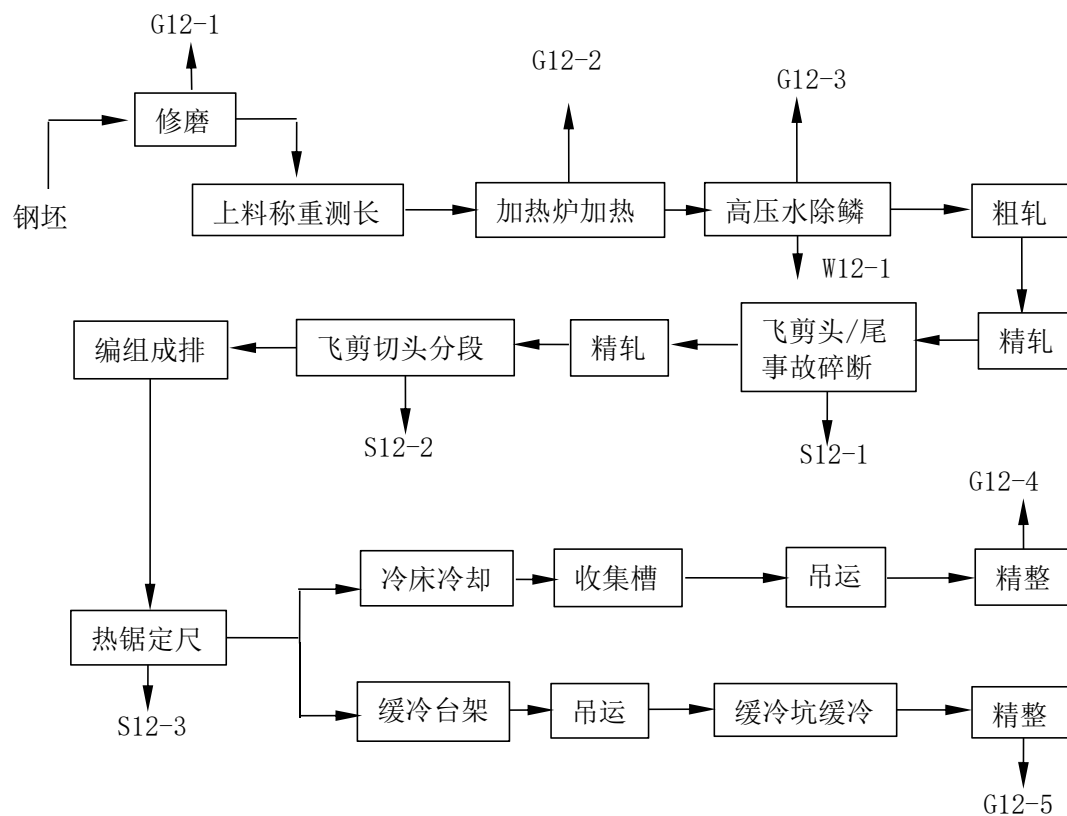 G12-1
G12-2
G12-3
修磨
钢坯
上料称重测长
加热炉加热
高压水除鳞
粗轧
W12-1
编组成排
飞剪切头分段
精轧
飞剪头/尾
事故碎断
精轧
S12-2
S12-1
G12-4
冷床冷却
收集槽
吊运
精整
热锯定尺
S12-3
缓冷台架
吊运
缓冷坑缓冷
精整
G12-5